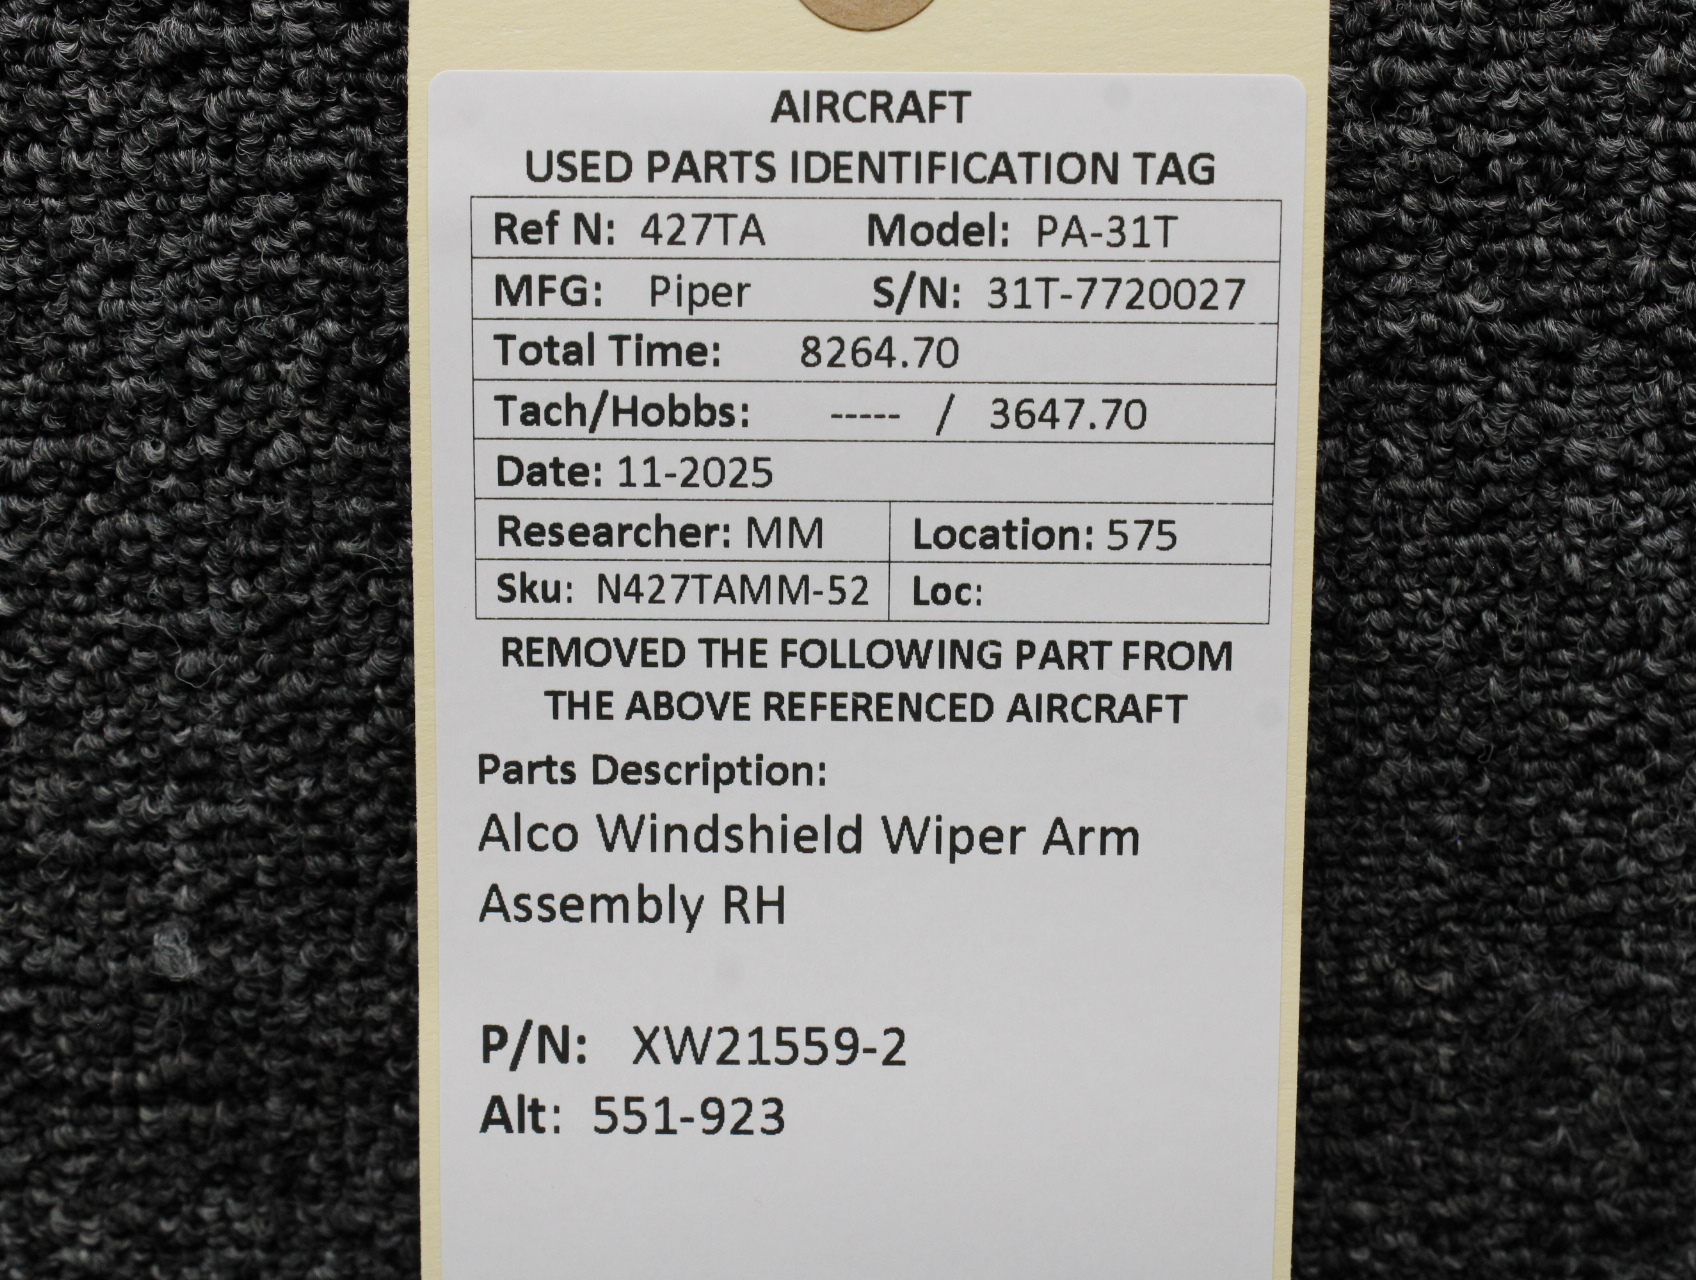 AIRCRAFT
USED PARTS IDENTIFICATION TAG
Ref N: 427TA Model: PA-31T
MFG: Piper S/N: 31T-7720027
Total Time: 8264.70
Tach/Hobbs: ----- / 3647.70
Date: 11-2025
Researcher: MM Location: 575
Sku: N427TAMM-52 Loc:
REMOVED THE FOLLOWING PART FROM
THE ABOVE REFERENCED AIRCRAFT
Parts Description:
Alco Windshield Wiper Arm
Assembly RH
P/N: XW21559-2
Alt: 551-923